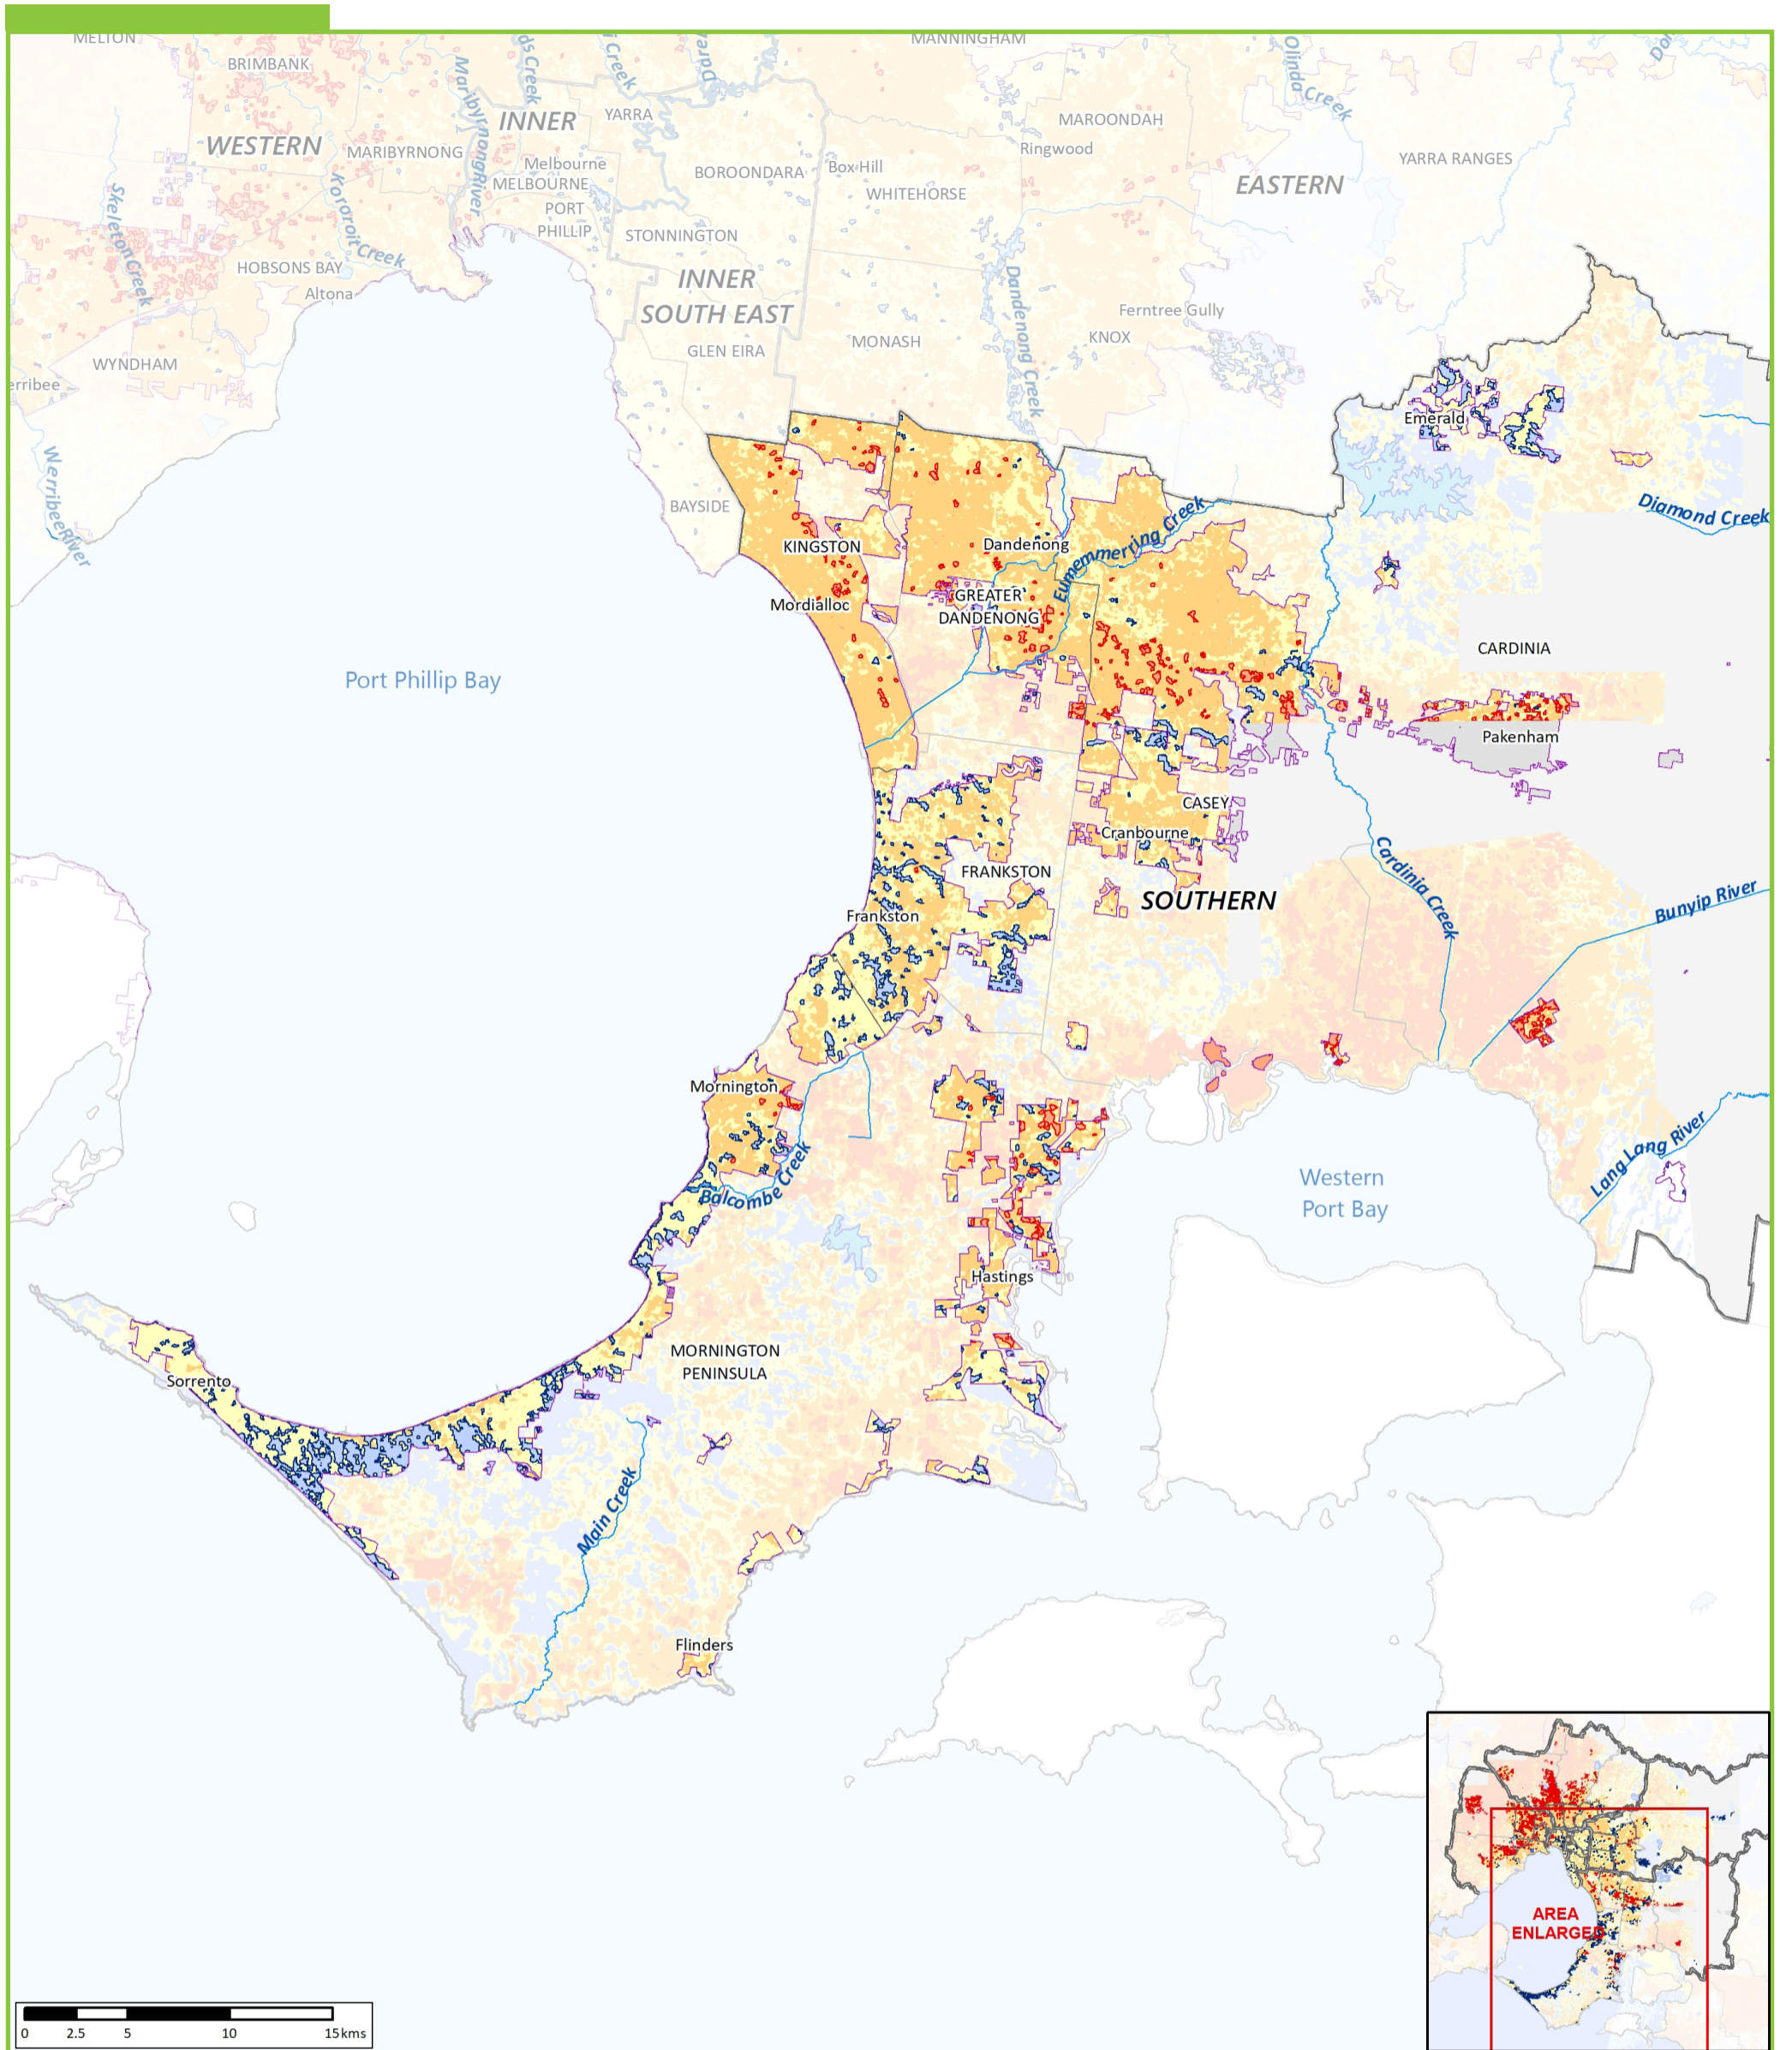 MELTON
BRIMBANK
MANNINGHAM
WESTERN
INNER
YARRA
MARIBYRNONG
Maribyrnong River
Melbourne
MELBOURNE
PORT
PHILLIP
BOROONDARA
Box Hill
WHITEHORSE
MAROONDAH
Ringwood
Olinda Creek
YARRA RANGES
EASTERN
Skeleton Creek
Kororoit Creek
HOBSONS BAY
Altona
STONNINGTON
INNER
SOUTH EAST
GLEN EIRA
MONASH
Dandenong Creek
Ferntree Gully
KNOX
WYNDHAM
erribee
Werribee River
BAYSIDE
Emerald
Diamond Creek
KINGSTON
Dandenong
Eumemmerring Creek
GREATER
DANDENONG
Mordialloc
CARDINIA
Port Phillip Bay
Pakenham
CASEY
Cranbourne
FRANKSTON
SOUTHERN
Cardinia Creek
Bunyip River
Frankston
Mornington
Balcombe Creek
Lang Lang River
Western
Port Bay
Hastings
MORNINGTON
PENINSULA
Sorrento
Main Creek
Flinders
AREA
ENLARGED
0 2.5 5 10 15 kms